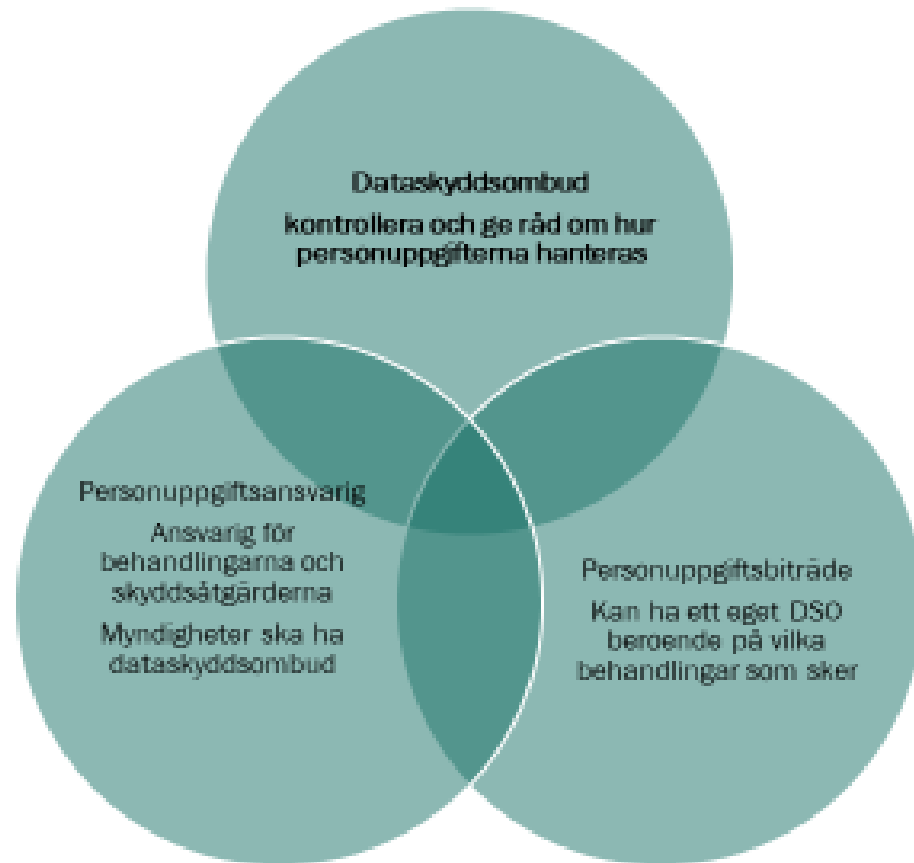 Dataskyddsombud
kontrollera och ge råd om hur
personuppgifterna hanteras
Personuppgiftsansvarig
Ansvarig för
behandlingarna och
skyddsåtgärderna
Myndigheter ska ha
dataskyddsombud
Personuppgiftsbiträde
Kan ha ett eget DSO
beroende på vilka
behandlingar som sker